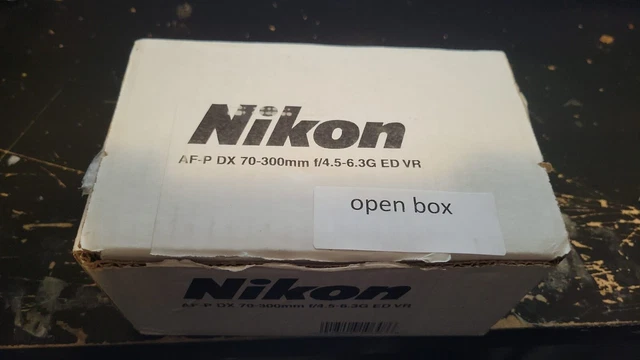 Nikon
AF-P DX 70-300mm f/4.5-6.3G ED VR
open box
Nikon
AF-P DX 70-300mm f/4.5-6.3G ED VR